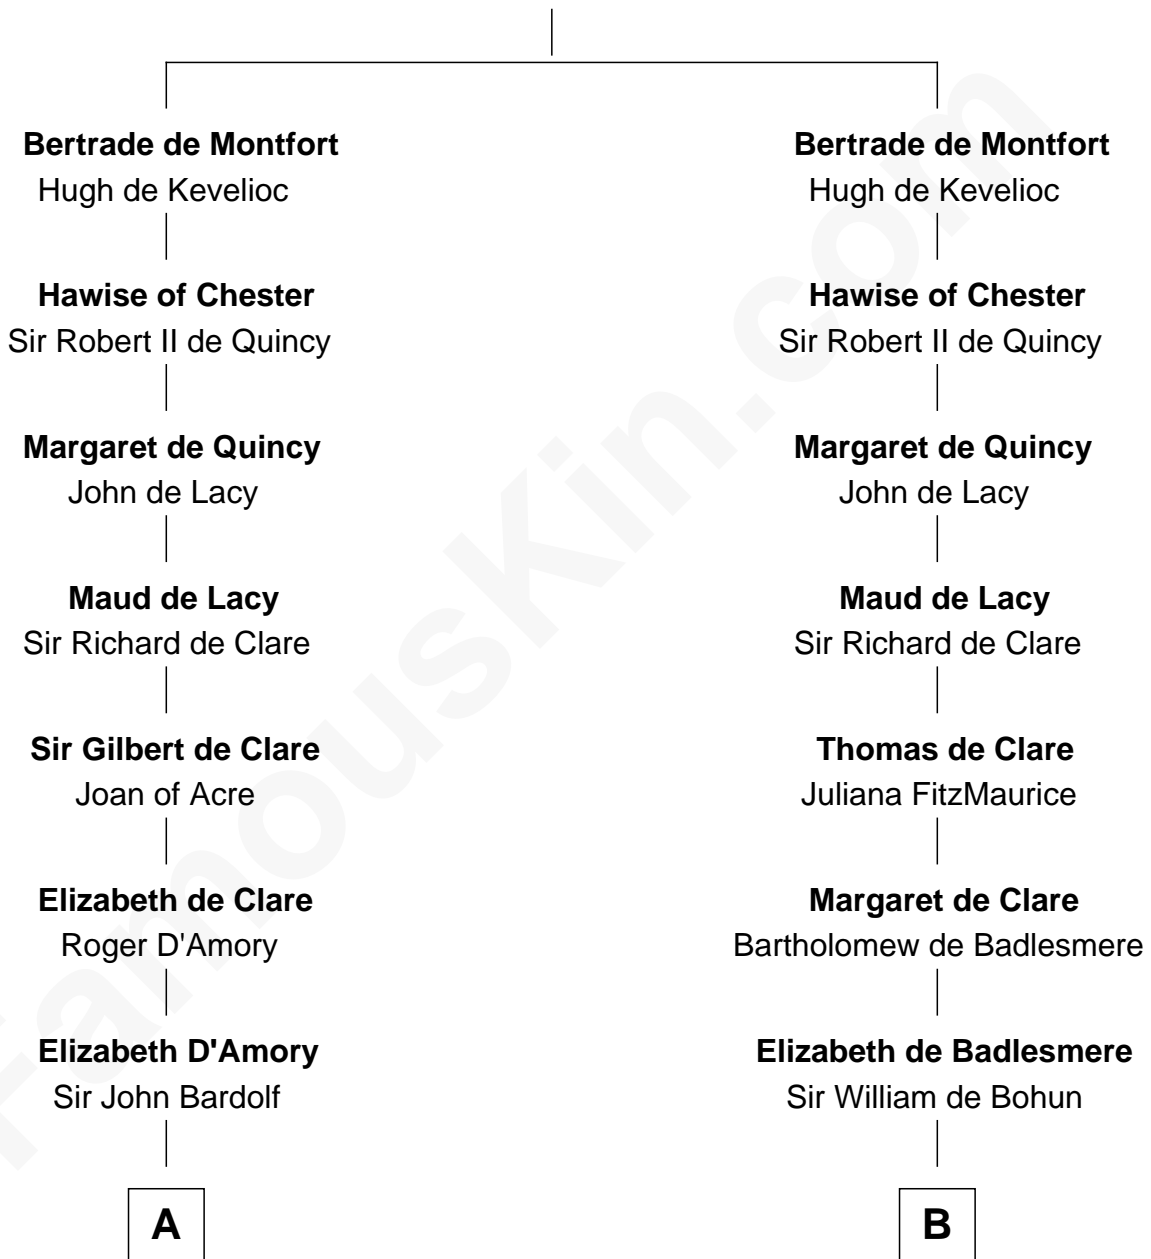 Bertrade de Montfort
Hugh de Kevelioc
Hawise of Chester
Sir Robert II de Quincy
Margaret de Quincy
John de Lacy
Maud de Lacy
Sir Richard de Clare
Sir Gilbert de Clare
Joan of Acre
Elizabeth de Clare
Roger D'Amory
Elizabeth D'Amory
Sir John Bardolf
A
Bertrade de Montfort
Hugh de Kevelioc
Hawise of Chester
Sir Robert II de Quincy
Margaret de Quincy
John de Lacy
Maud de Lacy
Sir Richard de Clare
Thomas de Clare
Juliana FitzMaurice
Margaret de Clare
Bartholomew de Badlesmere
Elizabeth de Badlesmere
Sir William de Bohun
B
FamousKin.com